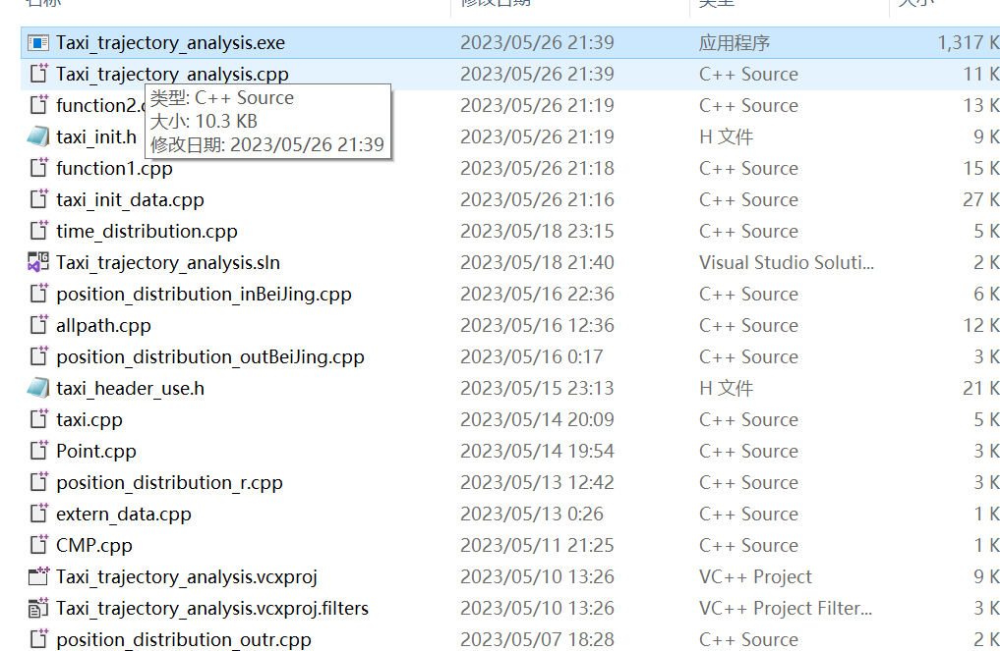 名称 修改日期 类型 大小
Taxi_trajectory_analysis.exe 2023/05/26 21:39 应用程序 1,317 K
Taxi_trajectory_analysis.cpp 2023/05/26 21:39 C++ Source 11 K
类型: C++ Source
大小: 10.3 KB
修改日期: 2023/05/26 21:39
function2.c 2023/05/26 21:19 C++ Source 13 K
taxi_init.h 2023/05/26 21:19 H 文件 9 K
function1.cpp 2023/05/26 21:18 C++ Source 15 K
taxi_init_data.cpp 2023/05/26 21:16 C++ Source 27 K
time_distribution.cpp 2023/05/18 23:15 C++ Source 5 K
Taxi_trajectory_analysis.sln 2023/05/18 21:40 Visual Studio Soluti... 2 K
position_distribution_inBeiJing.cpp 2023/05/16 22:36 C++ Source 6 K
allpath.cpp 2023/05/16 12:36 C++ Source 12 K
position_distribution_outBeiJing.cpp 2023/05/16 0:17 C++ Source 3 K
taxi_header_use.h 2023/05/15 23:13 H 文件 21 K
taxi.cpp 2023/05/14 20:09 C++ Source 5 K
Point.cpp 2023/05/14 19:54 C++ Source 3 K
position_distribution_r.cpp 2023/05/13 12:42 C++ Source 3 K
extern_data.cpp 2023/05/13 0:26 C++ Source 1 K
CMP.cpp 2023/05/11 21:25 C++ Source 1 K
Taxi_trajectory_analysis.vcxproj 2023/05/10 13:26 VC++ Project 9 K
Taxi_trajectory_analysis.vcxproj.filters 2023/05/10 13:26 VC++ Project Filter... 3 K
position_distribution_outr.cpp 2023/05/07 18:28 C++ Source 2 K